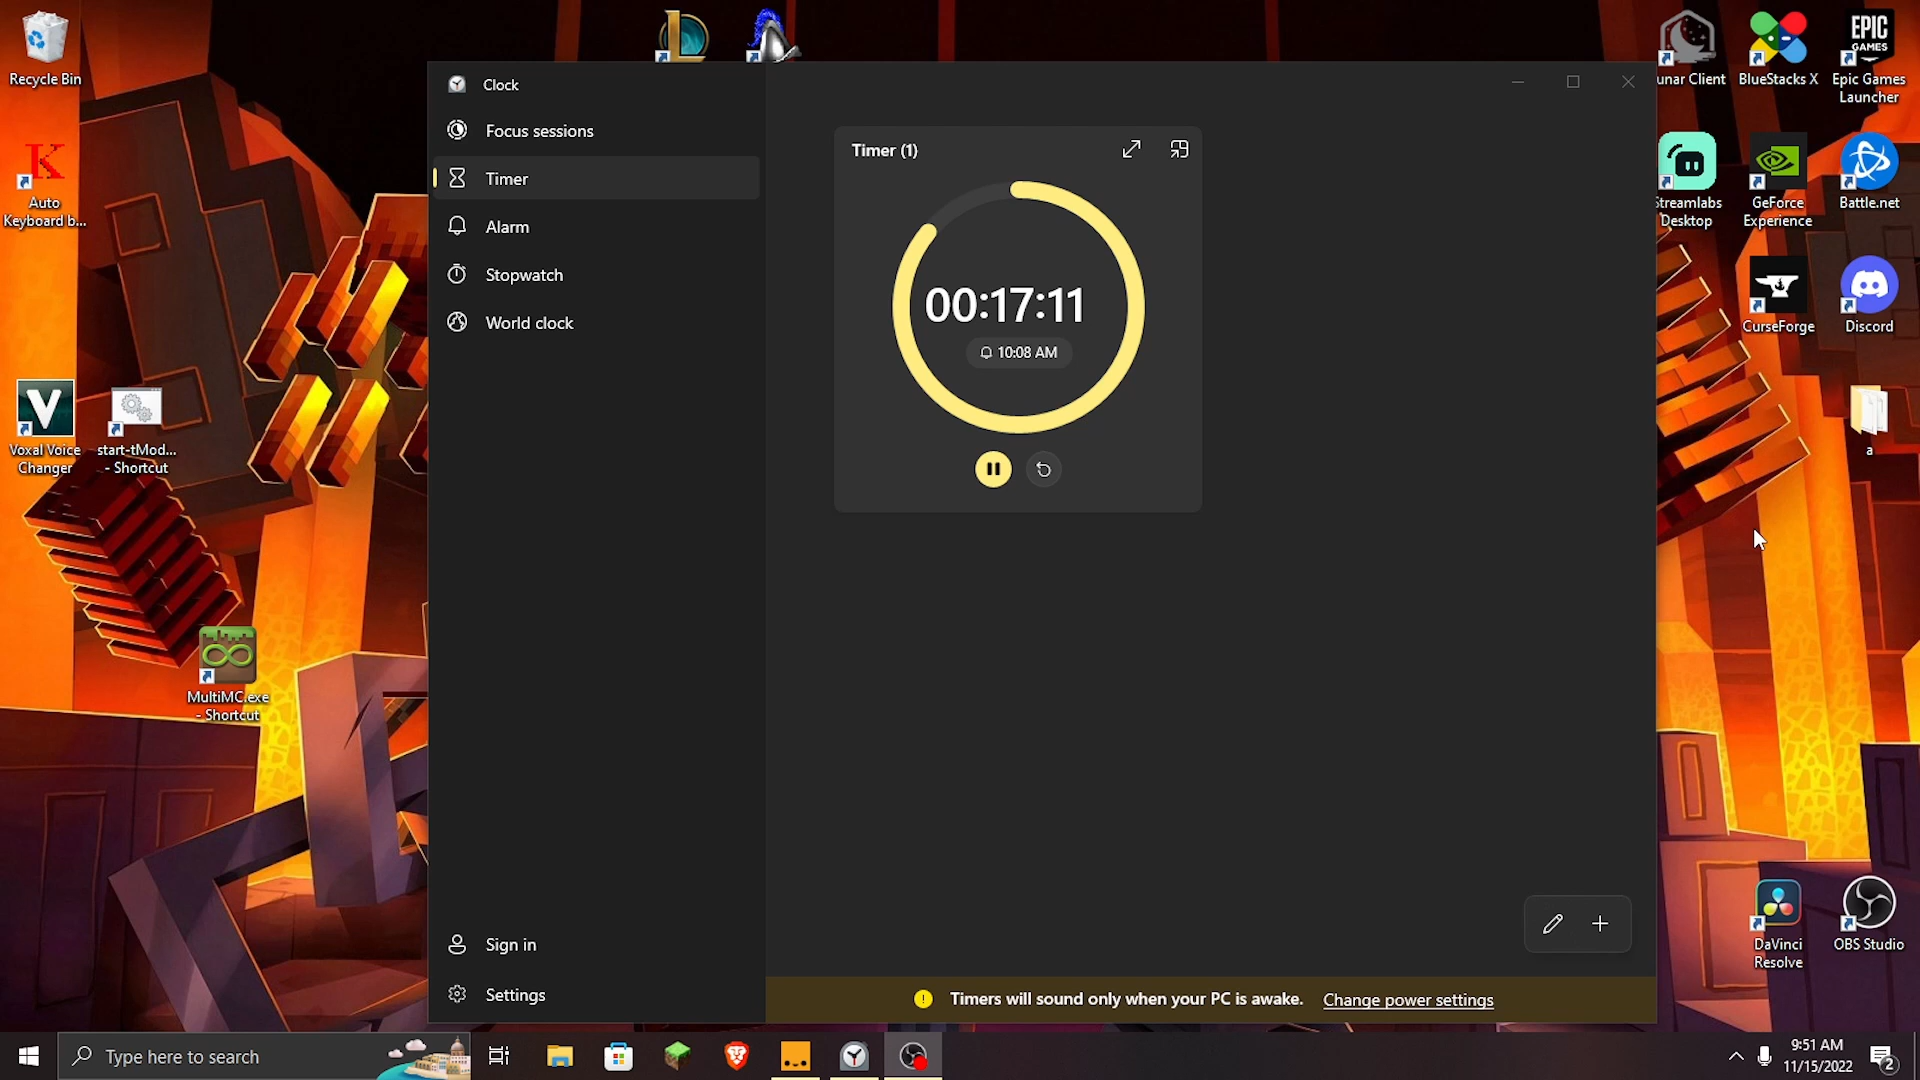 Recycle Bin
Auto
Keyboard b...
Voxal Voice
Changer
start-tMod...
- Shortcut
MultiMC.exe
- Shortcut
Clock
Focus sessions
Timer
Alarm
Stopwatch
World clock
Sign in
Settings
Timer (1)
00:17:11
10:08 AM
Timers will sound only when your PC is awake. Change power settings
unar Client
BlueStacks X
EPIC
GAMES
Epic Games
Launcher
Streamlabs
Desktop
GeForce
Experience
Battle.net
CurseForge
Discord
a
DaVinci
Resolve
OBS Studio
Type here to search
9:51 AM
11/15/2022
2